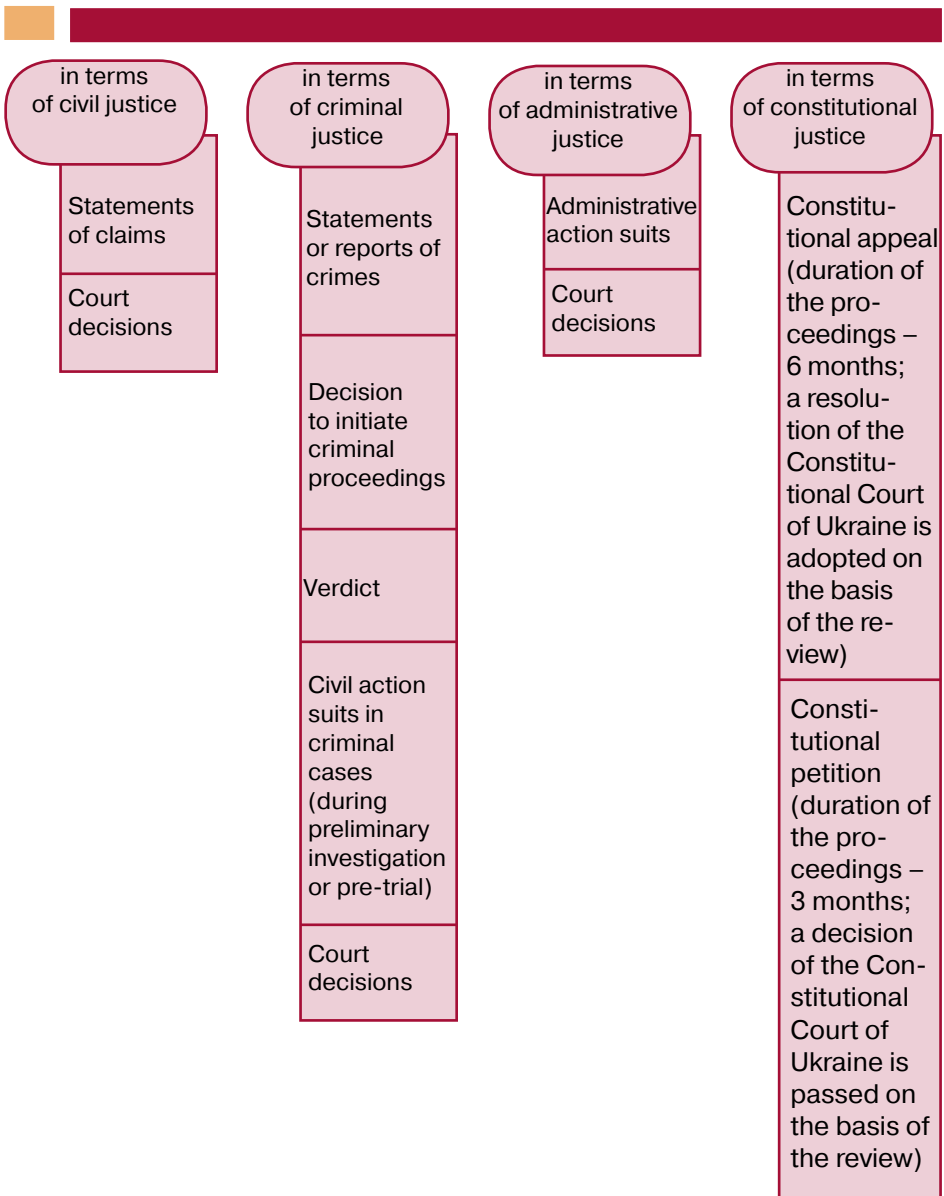 in terms
of civil justice
Statements
of claims
Court
decisions
in terms
of criminal
justice
Statements
or reports of
crimes
Decision
to initiate
criminal
proceedings
Verdict
Civil action
suits in
criminal
cases
(during
preliminary
investigation
or pre-trial)
Court
decisions
in terms
of administrative
justice
Administrative
action suits
Court
decisions
in terms
of constitutional
justice
Constitu-
tional appeal
(duration of
the pro-
ceedings –
6 months;
a resolu-
tion of the
Constitu-
tional Court
of Ukraine is
adopted on
the basis
of the re-
view)
Consti-
tutional
petition
(duration of
the pro-
ceedings –
3 months;
a decision
of the Con-
stitutional
Court of
Ukraine is
passed on
the basis of
the review)